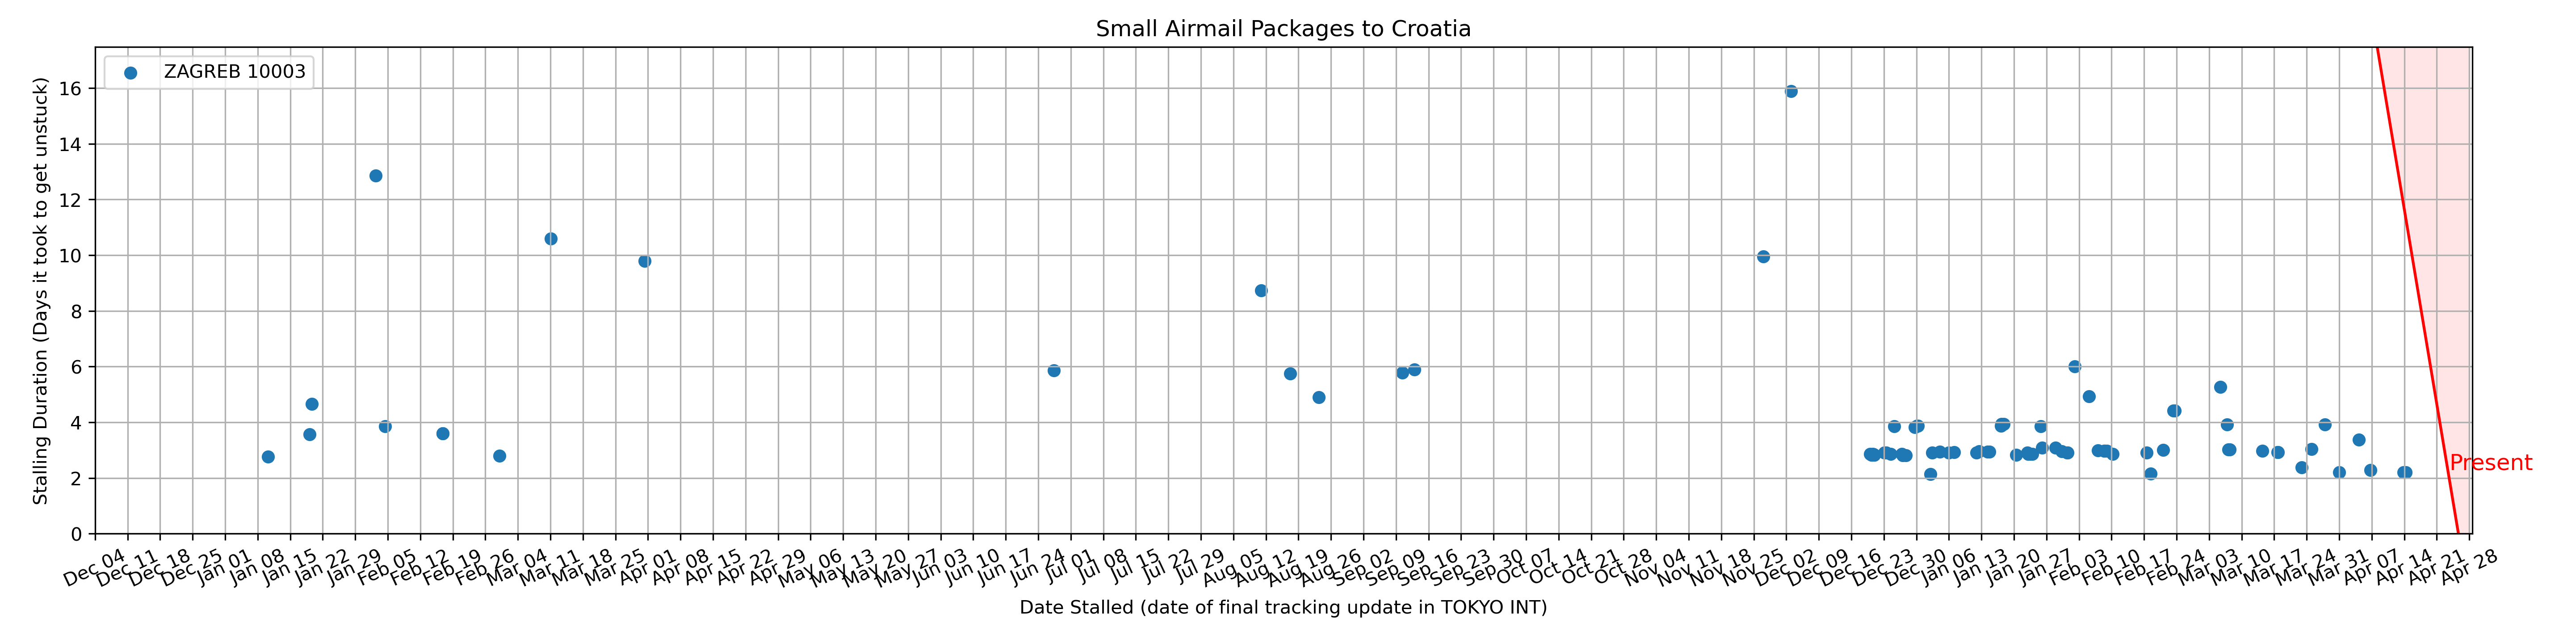 Small Airmail Packages to Croatia
ZAGREB 10003
Stalling Duration (Days it took to get unstuck)
16
14
12
10
8
6
4
2
0
Present
Dec 04
Dec 11
Dec 18
Dec 25
Jan 01
Jan 08
Jan 15
Jan 22
Jan 29
Feb 05
Feb 12
Feb 19
Feb 26
Mar 04
Mar 11
Mar 18
Mar 25
Apr 01
Apr 08
Apr 15
Apr 22
Apr 29
May 06
May 13
May 20
May 27
Jun 03
Jun 10
Jun 17
Jun 24
Jul 01
Jul 08
Jul 15
Jul 22
Jul 29
Aug 05
Aug 12
Aug 19
Aug 26
Sep 02
Sep 09
Sep 16
Sep 23
Sep 30
Oct 07
Oct 14
Oct 21
Oct 28
Nov 04
Nov 11
Nov 18
Nov 25
Dec 02
Dec 09
Dec 16
Dec 23
Dec 30
Jan 06
Jan 13
Jan 20
Jan 27
Feb 03
Feb 10
Feb 17
Feb 24
Mar 03
Mar 10
Mar 17
Mar 24
Mar 31
Apr 07
Apr 14
Apr 21
Apr 28
Date Stalled (date of final tracking update in TOKYO INT)